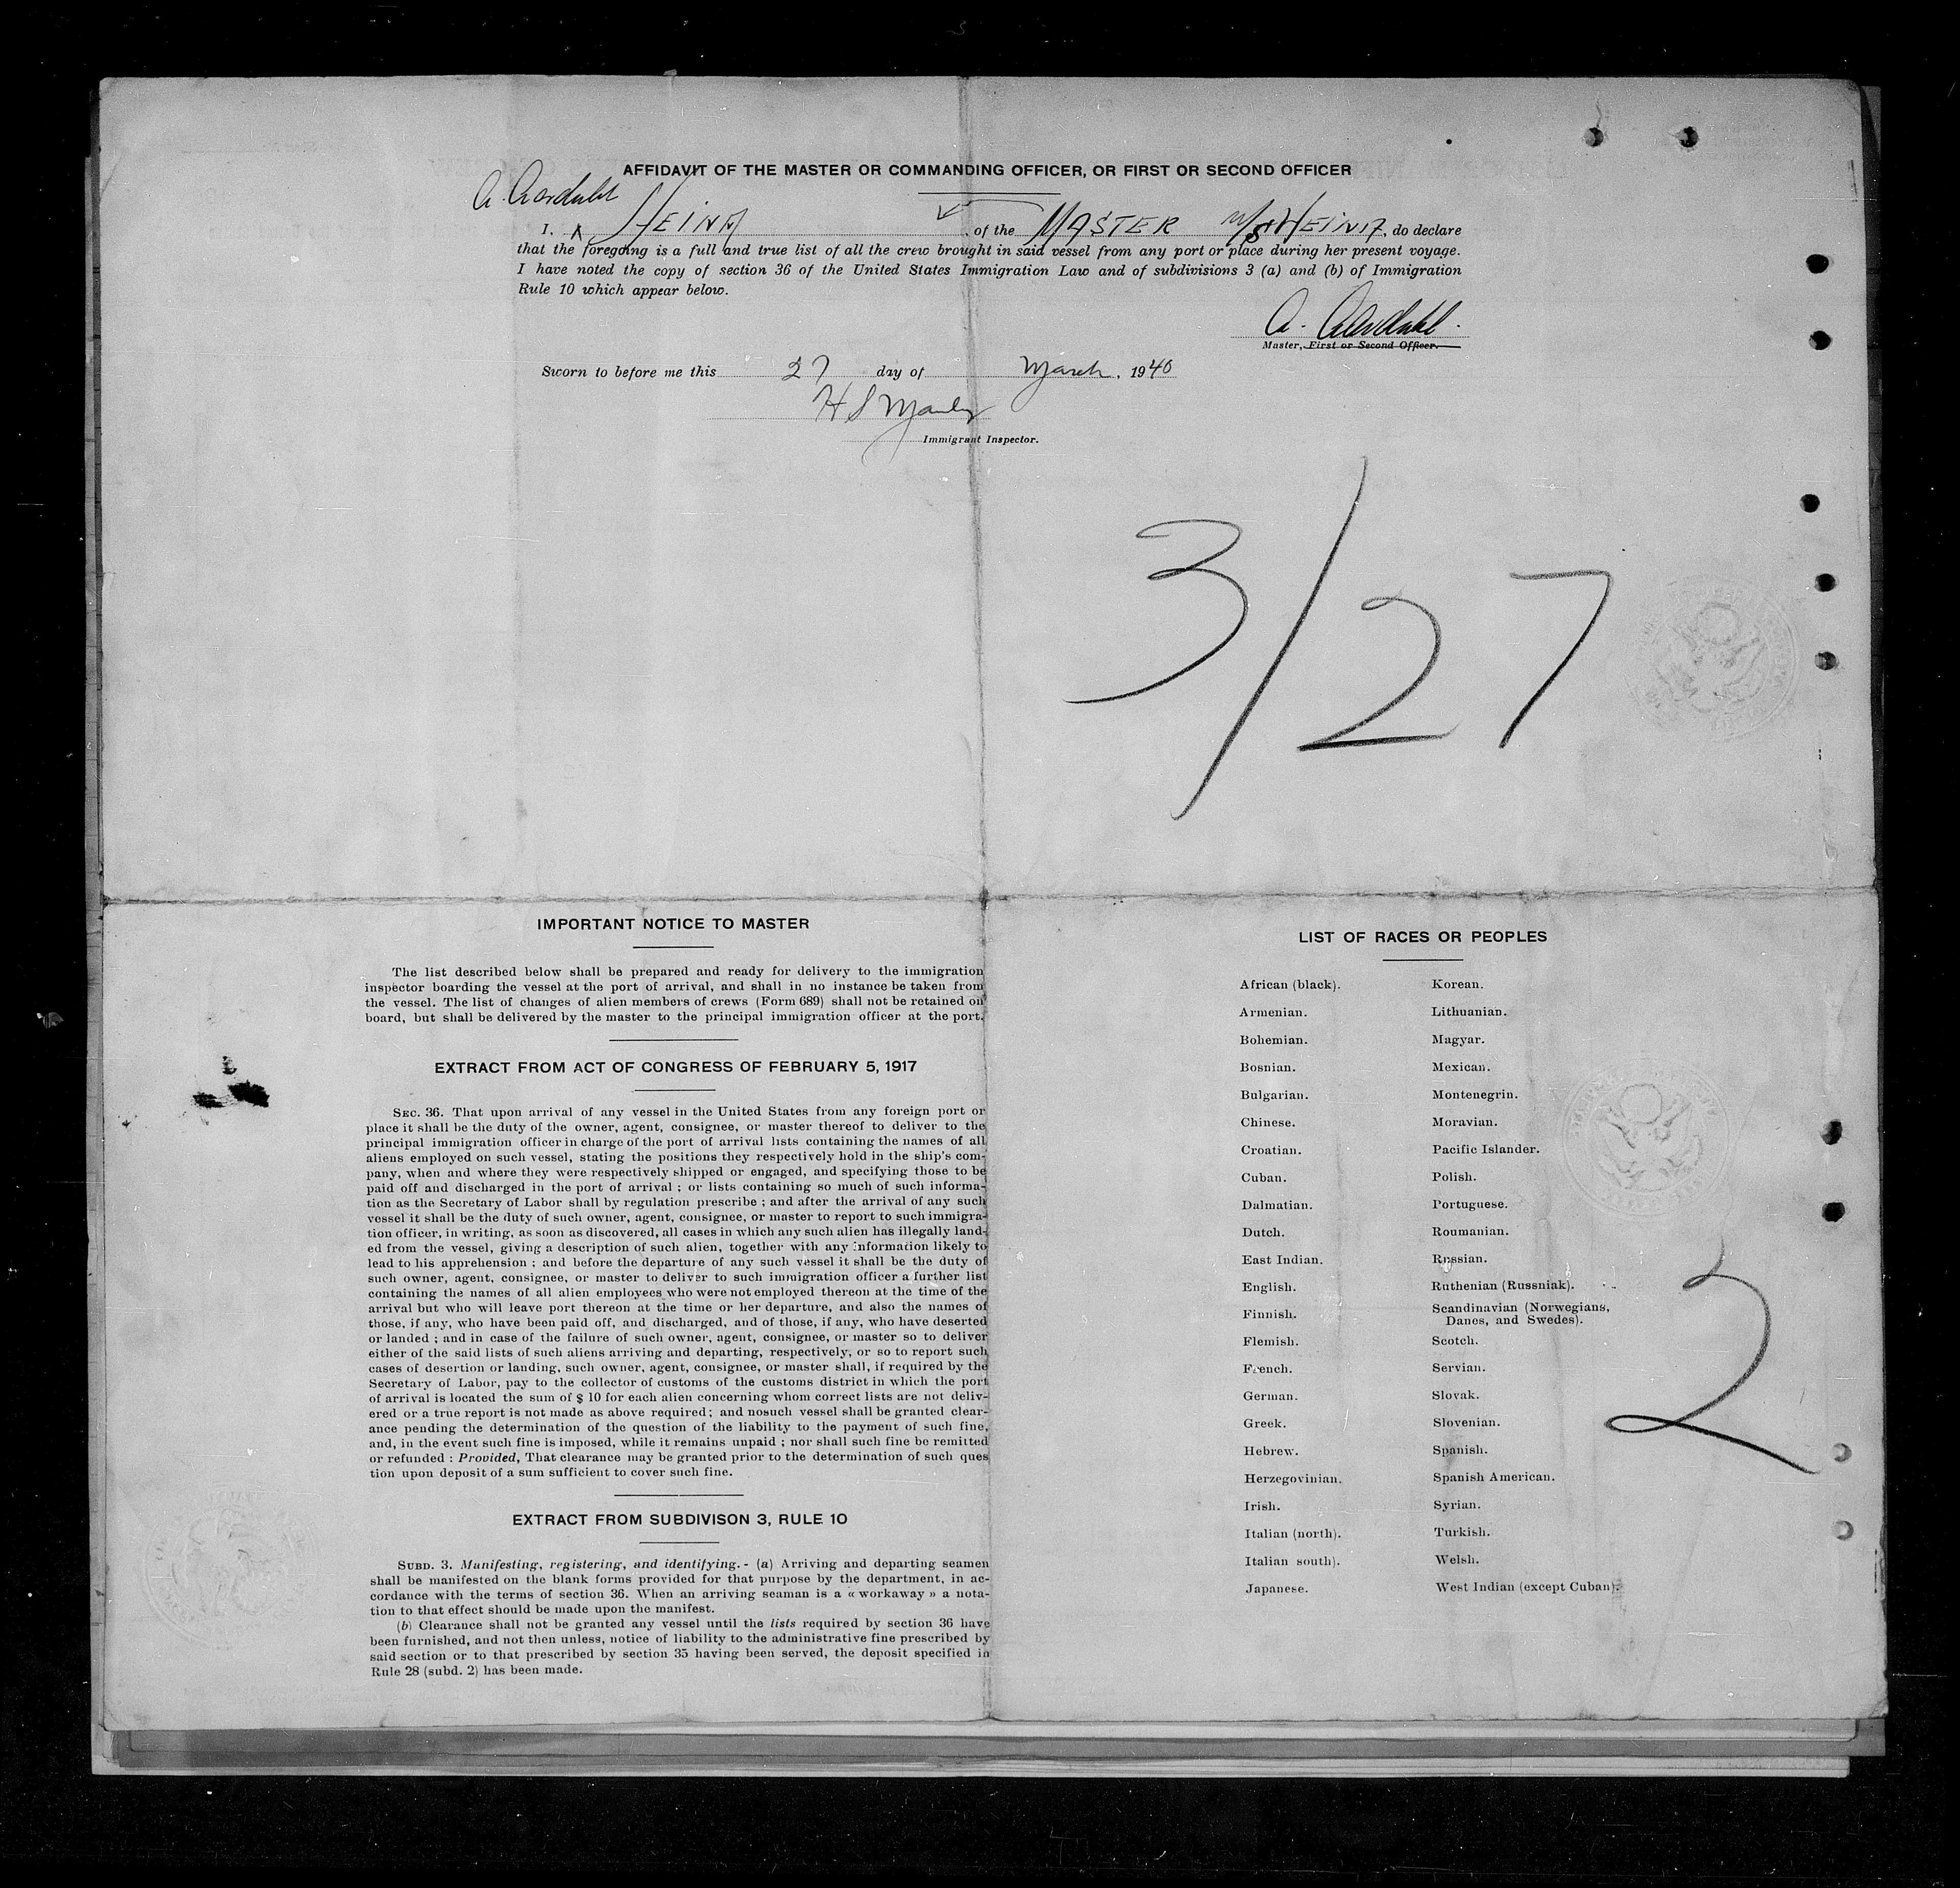 AFFIDAVIT OF THE MASTER OR COMMANDING OFFICER, OR FIRST OR SECOND OFFICER
I, HEINA, of the MASTER M/S HEINA, do declare
that the foregoing is a full and true list of all the crew brought in said vessel from any port or place during her present voyage.
I have noted the copy of section 36 of the United States Immigration Law and of subdivisions 3 (a) and (b) of Immigration
Rule 10 which appear below.
Master, First or Second Officer.
Sworn to before me this 27 day of March, 1940
Immigrant Inspector.
3/27
IMPORTANT NOTICE TO MASTER
The list described below shall be prepared and ready for delivery to the immigration
inspector boarding the vessel at the port of arrival, and shall in no instance be taken from
the vessel. The list of changes of alien members of crews (Form 689) shall not be retained on
board, but shall be delivered by the master to the principal immigration officer at the port.
EXTRACT FROM ACT OF CONGRESS OF FEBRUARY 5, 1917
SEC. 36. That upon arrival of any vessel in the United States from any foreign port or
place it shall be the duty of the owner, agent, consignee, or master thereof to deliver to the
principal immigration officer in charge of the port of arrival lists containing the names of all
aliens employed on such vessel, stating the positions they respectively hold in the ship's com-
pany, when and where they were respectively shipped or engaged, and specifying those to be
paid off and discharged in the port of arrival ; or lists containing so much of such informa-
tion as the Secretary of Labor shall by regulation prescribe ; and after the arrival of any such
vessel it shall be the duty of such owner, agent, consignee, or master to report to such immigra-
tion officer, in writing, as soon as discovered, all cases in which any such alien has illegally land-
ed from the vessel, giving a description of such alien, together with any information likely to
lead to his apprehension ; and before the departure of any such vessel it shall be the duty of
such owner, agent, consignee, or master to deliver to such immigration officer a further list
containing the names of all alien employees who were not employed thereon at the time of the
arrival but who will leave port thereon at the time or her departure, and also the names of
those, if any, who have been paid off, and discharged, and of those, if any, who have deserted
or landed ; and in case of the failure of such owner, agent, consignee, or master so to deliver
either of the said lists of such aliens arriving and departing, respectively, or so to report such
cases of desertion or landing, such owner, agent, consignee, or master shall, if required by the
Secretary of Labor, pay to the collector of customs of the customs district in which the port
of arrival is located the sum of $ 10 for each alien concerning whom correct lists are not deliv-
ered or a true report is not made as above required ; and nosuch vessel shall be granted clear-
ance pending the determination of the question of the liability to the payment of such fine,
and, in the event such fine is imposed, while it remains unpaid ; nor shall such fine be remitted
or refunded : Provided, That clearance may be granted prior to the determination of such ques
tion upon deposit of a sum sufficient to cover such fine.
EXTRACT FROM SUBDIVISON 3, RULE 10
SUBD. 3. Manifesting, registering, and identifying. - (a) Arriving and departing seamen
shall be manifested on the blank forms provided for that purpose by the department, in ac-
cordance with the terms of section 36. When an arriving seaman is a « workaway » a nota-
tion to that effect should be made upon the manifest.
(b) Clearance shall not be granted any vessel until the lists required by section 36 have
been furnished, and not then unless, notice of liability to the administrative fine prescribed by
said section or to that prescribed by section 35 having been served, the deposit specified in
Rule 28 (subd. 2) has been made.
LIST OF RACES OR PEOPLES
African (black).
Armenian.
Bohemian.
Bosnian.
Bulgarian.
Chinese.
Croatian.
Cuban.
Dalmatian.
Dutch.
East Indian.
English.
Finnish.
Flemish.
French.
German.
Greek.
Hebrew.
Herzegovinian.
Irish.
Italian (north).
Italian south).
Japanese.
Korean.
Lithuanian.
Magyar.
Mexican.
Montenegrin.
Moravian.
Pacific Islander.
Polish.
Portuguese.
Roumanian.
Russian.
Ruthenian (Russniak).
Scandinavian (Norwegians,
Danes, and Swedes).
Scotch.
Servian.
Slovak.
Slovenian.
Spanish.
Spanish American.
Syrian.
Turkish.
Welsh.
West Indian (except Cuban).
2